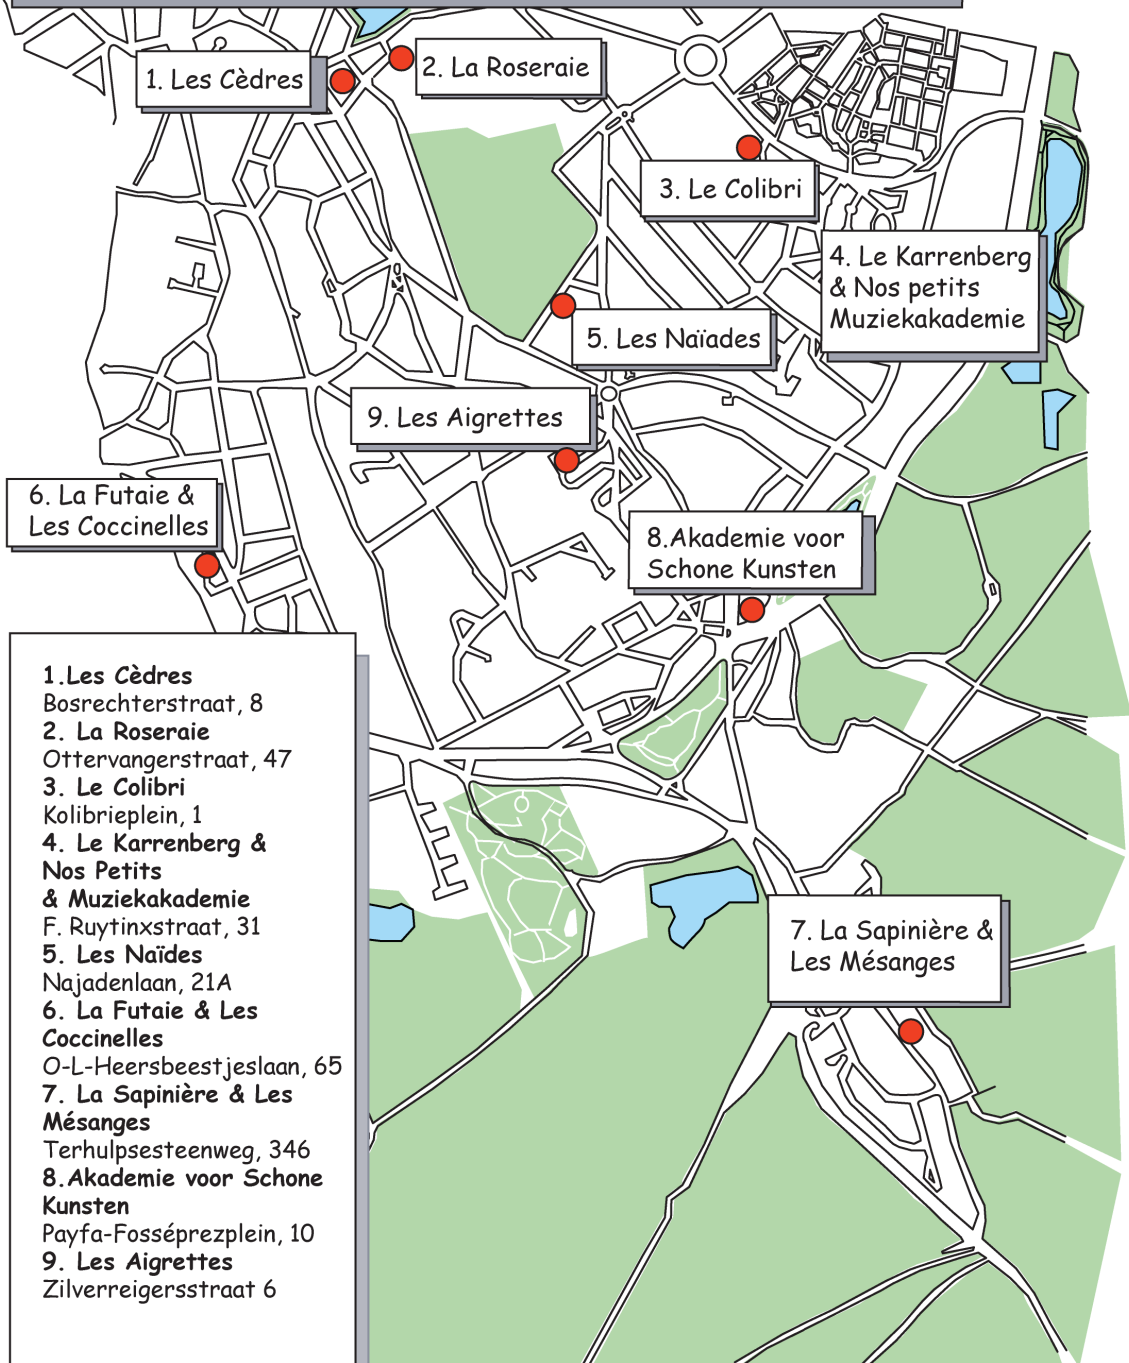 1. Les Cèdres
2. La Roseraie
3. Le Colibri
4. Le Karrenberg
& Nos petits
Muziekakademie
5. Les Naïades
9. Les Aigrettes
6. La Futaie &
Les Coccinelles
8.Akademie voor
Schone Kunsten
7. La Sapinière &
Les Mésanges
1.Les Cèdres
Bosrechterstraat, 8
2. La Roseraie
Ottervangerstraat, 47
3. Le Colibri
Kolibrieplein, 1
4. Le Karrenberg &
Nos Petits
& Muziekakademie
F. Ruytinxstraat, 31
5. Les Naïdes
Najadenlaan, 21A
6. La Futaie & Les
Coccinelles
O-L-Heersbeestjeslaan, 65
7. La Sapinière & Les
Mésanges
Terhulpsesteenweg, 346
8.Akademie voor Schone
Kunsten
Payfa-Fosséprezplein, 10
9. Les Aigrettes
Zilverreigersstraat 6